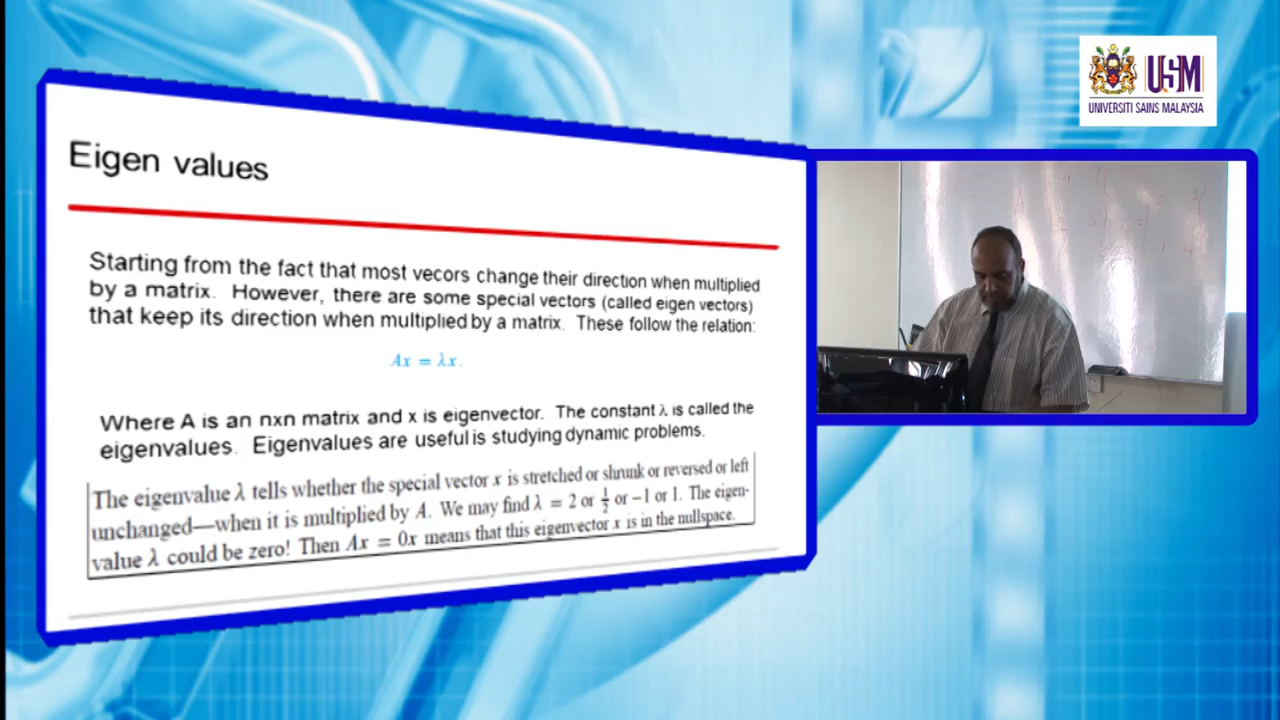 Eigen values
Starting from the fact that most vecors change their direction when multiplied
by a matrix. However, there are some special vectors (called eigen vectors)
that keep its direction when multiplied by a matrix. These follow the relation:
Ax = λx.
Where A is an nxn matrix and x is eigenvector. The constant λ is called the
eigenvalues. Eigenvalues are useful is studying dynamic problems.
The eigenvalue λ tells whether the special vector x is stretched or shrunk or reversed or left
unchanged—when it is multiplied by A. We may find λ = 2 or ½ or −1 or 1. The eigen-
value λ could be zero! Then Ax = 0x means that this eigenvector x is in the nullspace.
USM
UNIVERSITI SAINS MALAYSIA